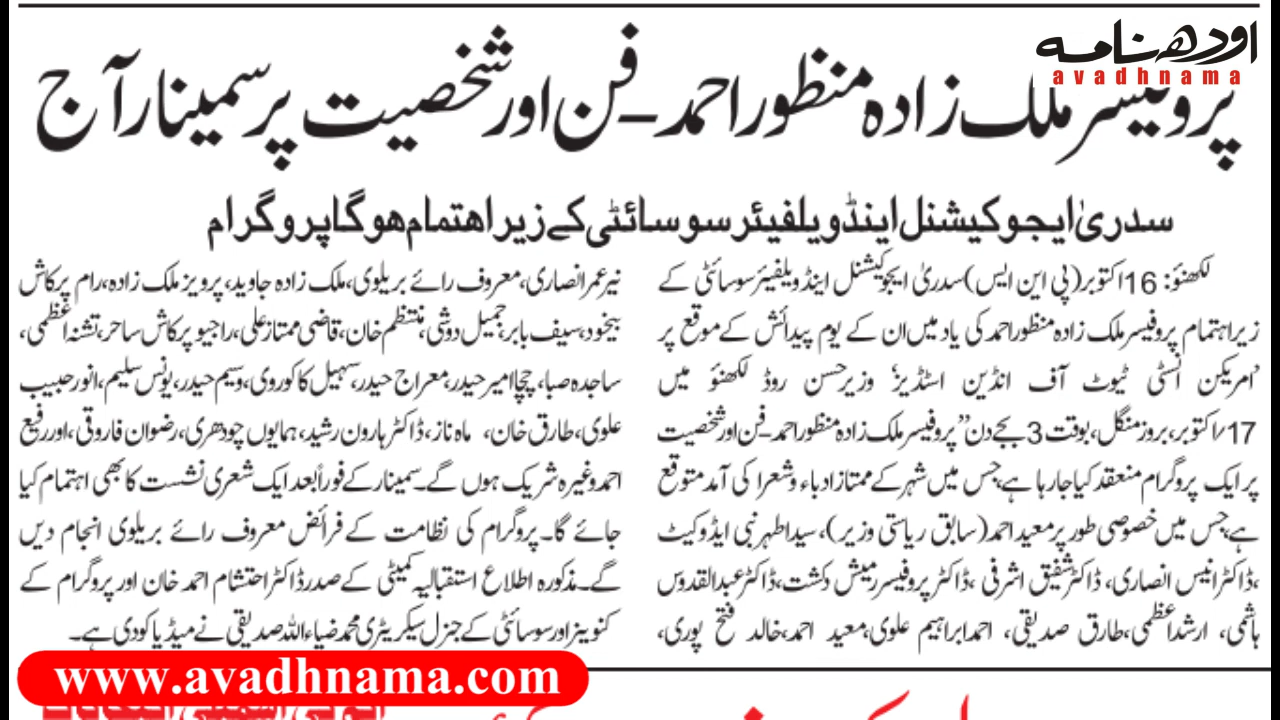 اودھ نامہ
avadhnama
پروفیسر ملک زادہ منظور احمد ۔ فن اور شخصیت پر سمینار آج
سدریٰ ایجوکیشنل اینڈ ویلفیئر سوسائٹی کے زیر اھتمام ھوگا پروگرام
لکھنؤ: 16 اکتوبر (پی این ایس) سدریٰ ایجوکیشنل اینڈ ویلفیئر سوسائٹی کے
زیر اہتمام پروفیسر ملک زادہ منظور احمد کی یاد میں ان کے یوم پیدائش کے موقع پر
'امریکن انسٹی ٹیوٹ آف انڈین اسٹڈیز' وزیر حسن روڈ لکھنؤ میں
17/ اکتوبر، بروز منگل، بوقت 3 بجے دن "پروفیسر ملک زادہ منظور احمد ۔ فن اور شخصیت
پر ایک پروگرام منعقد کیا جا رہا ہے جس میں شہر کے ممتاز ادباء و شعرا کی آمد متوقع
ہے جس میں خصوصی طور پر معید احمد (سابق ریاستی وزیر)، سید اطہر نبی ایڈوکیٹ
،ڈاکٹر انیس انصاری، ڈاکٹر شفیق اشرفی ،ڈاکٹر پروفیسر رمیش دکشت، ڈاکٹر عبدالقدوس
ہاشمی، ارشد اعظمی، طارق صدیقی، احمد ابراہیم علوی، معید احمد، خالد فتح پوری،
نیر عمر انصاری، معروف رائے بریلوی، ملک زادہ جاوید، پرویز ملک زادہ، رام پرکاش
بیخود، سیف بابر، جمیل دوشی، منتظم خان، قاضی ممتاز علی، راجیو پرکاش ساحر، تشنہ اعظمی،
ساجدہ صبا، چچا امیر حیدر، معراج حیدر، سہیل کاکوروی، وسیم حیدر، یونس سلیم، انور حبیب
علوی، طارق خان، ماہ ناز، ڈاکٹر ہارون رشید، ہمایوں چودھری، رضوان فاروقی، اور رفیع
احمد وغیرہ شریک ہوں گے۔ سمینار کے فوراً بعد ایک شعری نشست کا بھی اہتمام کیا
جائے گا۔ پروگرام کی نظامت کے فرائض معروف رائے بریلوی انجام دیں
گے۔ مذکورہ اطلاع استقبالیہ کمیٹی کے صدر ڈاکٹر احتشام احمد خان اور پروگرام کے
کنوینر اور سوسائٹی کے جنرل سیکریٹری محمد ضیاء اللہ صدیقی نے میڈیا کو دی ہے۔
www.avadhnama.com